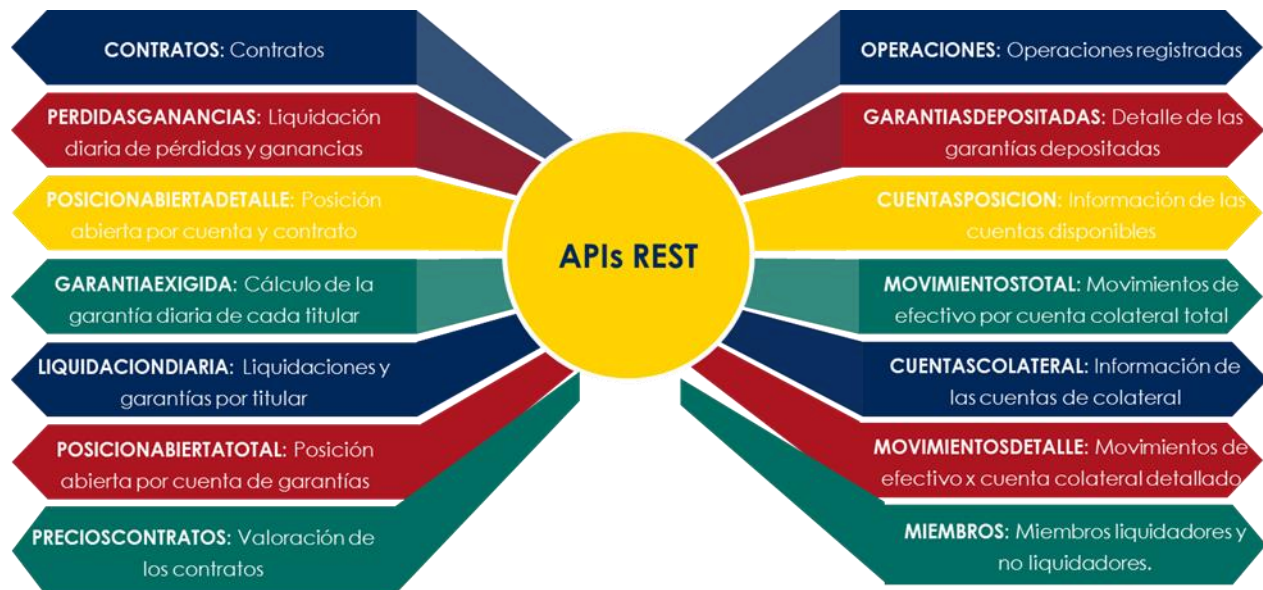 CONTRATOS: Contratos
PERDIDASGANANCIAS: Liquidación
diaria de pérdidas y ganancias
POSICIONABIERTADETALLE: Posición
abierta por cuenta y contrato
GARANTIAEXIGIDA: Cálculo de la
garantía diaria de cada titular
LIQUIDACIONDIARIA: Liquidaciones y
garantías por titular
POSICIONABIERTATOTAL: Posición
abierta por cuenta de garantías
PRECIOSCONTRATOS: Valoración de
los contratos
APIs REST
OPERACIONES: Operaciones registradas
GARANTIASDEPOSITADAS: Detalle de las
garantías depositadas
CUENTASPOSICION: Información de las
cuentas disponibles
MOVIMIENTOSTOTAL: Movimientos de
efectivo por cuenta colateral total
CUENTASCOLATERAL: Información de
las cuentas de colateral
MOVIMIENTOSDETALLE: Movimientos de
efectivo x cuenta colateral detallado
MIEMBROS: Miembros liquidadores y
no liquidadores.